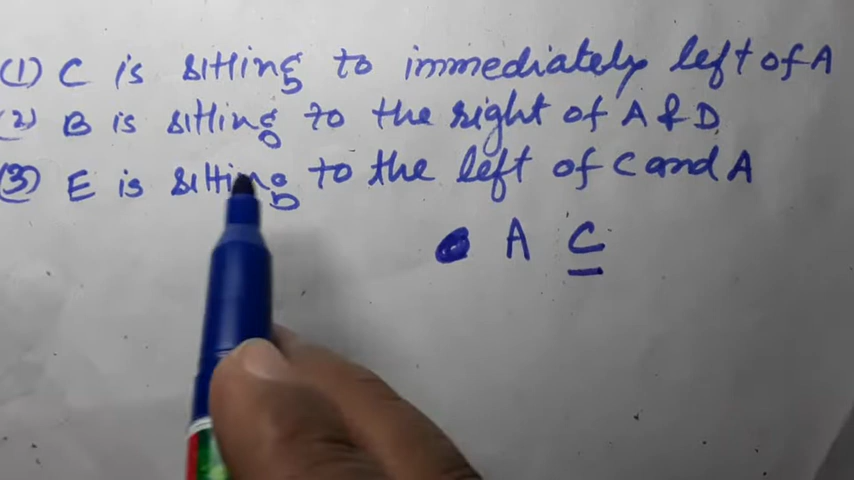 (1) C is sitting to immediately left of A
(2) B is sitting to the right of A & D
(3) E is sitting to the left of C and A
A C